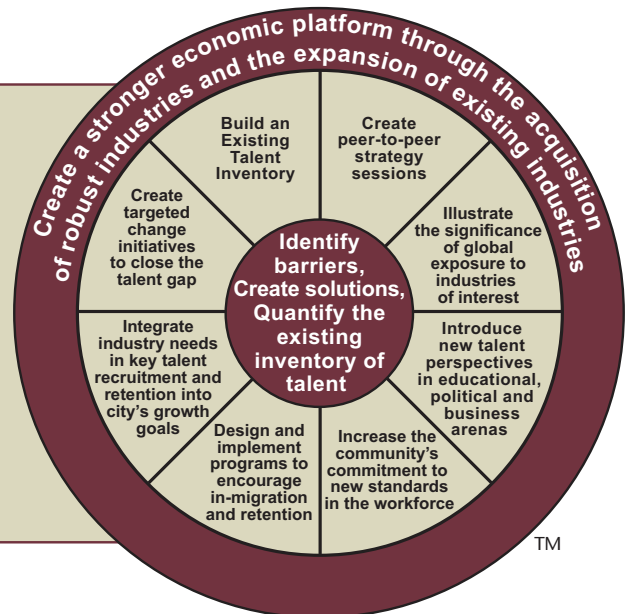 Create a stronger economic platform through the acquisition
of robust industries and the expansion of existing industries
Build an
Existing
Talent
Inventory
Create
peer-to-peer
strategy
sessions
Illustrate
the significance
of global
exposure to
industries
of interest
Introduce
new talent
perspectives
in educational,
political and
business
arenas
Increase the
community’s
commitment to
new standards
in the workforce
Design and
implement
programs to
encourage
in-migration
and retention
Integrate
industry needs
in key talent
recruitment and
retention into
city’s growth
goals
Create
targeted
change
initiatives
to close the
talent gap
Identify
barriers,
Create solutions,
Quantify the
existing
inventory of
talent
TM